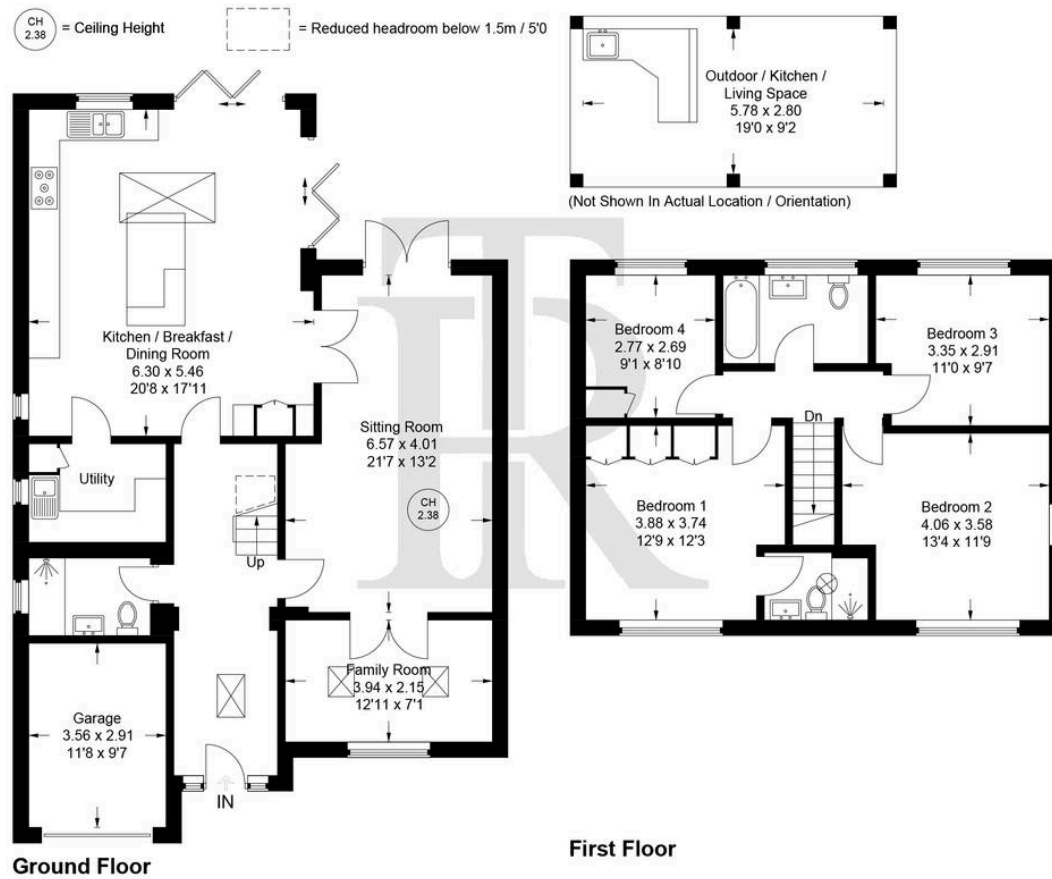 CH
2.38
= Ceiling Height
= Reduced headroom below 1.5m / 5'0
Outdoor / Kitchen /
Living Space
5.78 x 2.80
19'0 x 9'2
(Not Shown In Actual Location / Orientation)
Kitchen / Breakfast /
Dining Room
6.30 x 5.46
20'8 x 17'11
Sitting Room
6.57 x 4.01
21'7 x 13'2
CH
2.38
Utility
Up
Family Room
3.94 x 2.15
12'11 x 7'1
Garage
3.56 x 2.91
11'8 x 9'7
IN
Ground Floor
Bedroom 4
2.77 x 2.69
9'1 x 8'10
Bedroom 3
3.35 x 2.91
11'0 x 9'7
Dn
Bedroom 1
3.88 x 3.74
12'9 x 12'3
Bedroom 2
4.06 x 3.58
13'4 x 11'9
First Floor